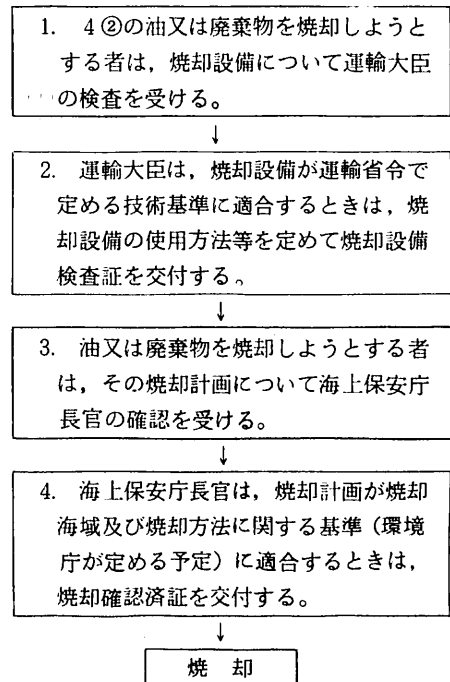 1. 4②の油又は廃棄物を焼却しようと
する者は，焼却設備について運輸大臣
の検査を受ける。
↓
2. 運輸大臣は，焼却設備が運輸省令で
定める技術基準に適合するときは，焼
却設備の使用方法等を定めて焼却設備
検査証を交付する。
↓
3. 油又は廃棄物を焼却しようとする者
は，その焼却計画について海上保安庁
長官の確認を受ける。
↓
4. 海上保安庁長官は，焼却計画が焼却
海域及び焼却方法に関する基準（環境
庁が定める予定）に適合するときは，
焼却確認済証を交付する。
↓
焼 却